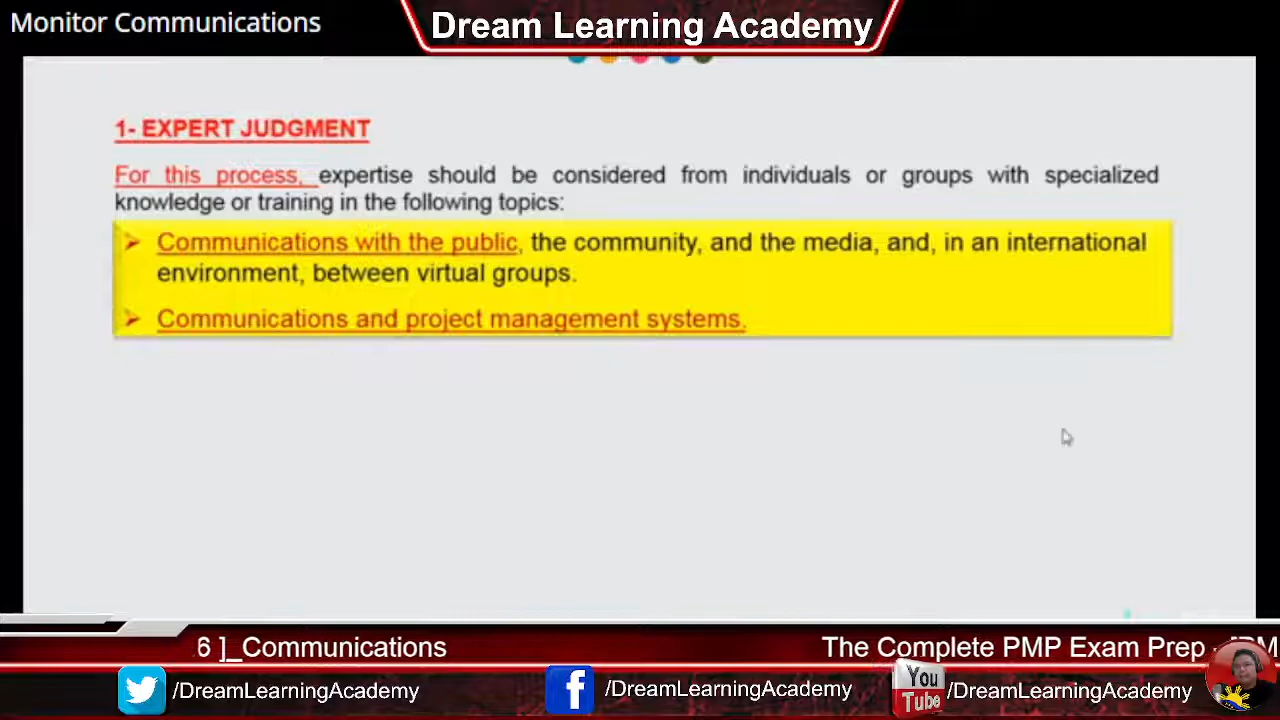 Monitor Communications
Dream Learning Academy
1- EXPERT JUDGMENT
For this process, expertise should be considered from individuals or groups with specialized
knowledge or training in the following topics:
➢ Communications with the public, the community, and the media, and, in an international
environment, between virtual groups.
➢ Communications and project management systems.
6 ]_Communications
The Complete PMP Exam Prep -
/DreamLearningAcademy
/DreamLearningAcademy
You
Tube
/DreamLearningAcademy